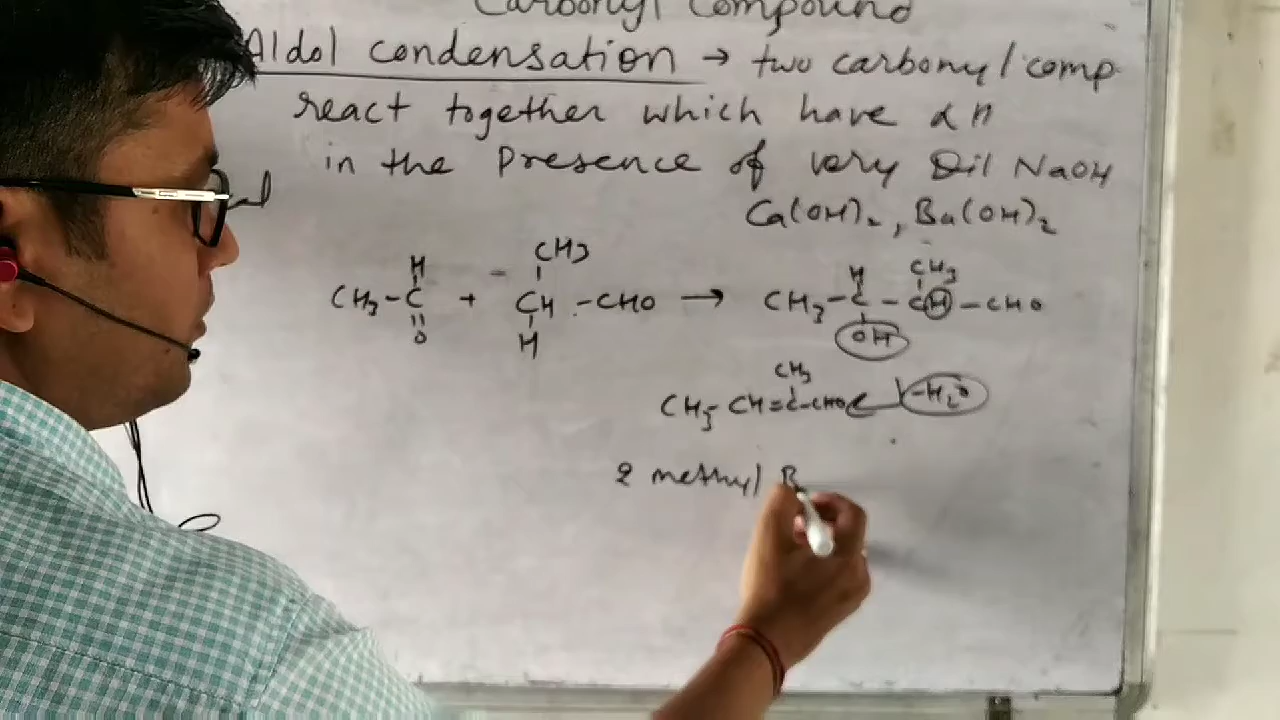 Carbonyl Compound
Aldol condensation → two carbonyl comp
react together which have α H
in the Presence of very Dil NaOH
Ca(OH)₂, Ba(OH)₂
CH3
H
CH3-C + CH-CHO →
O
H
H
CH3
CH3-C-CH-CHO
OH
CH3
CH3 CH=C-CHO
-H2O
2 methyl B